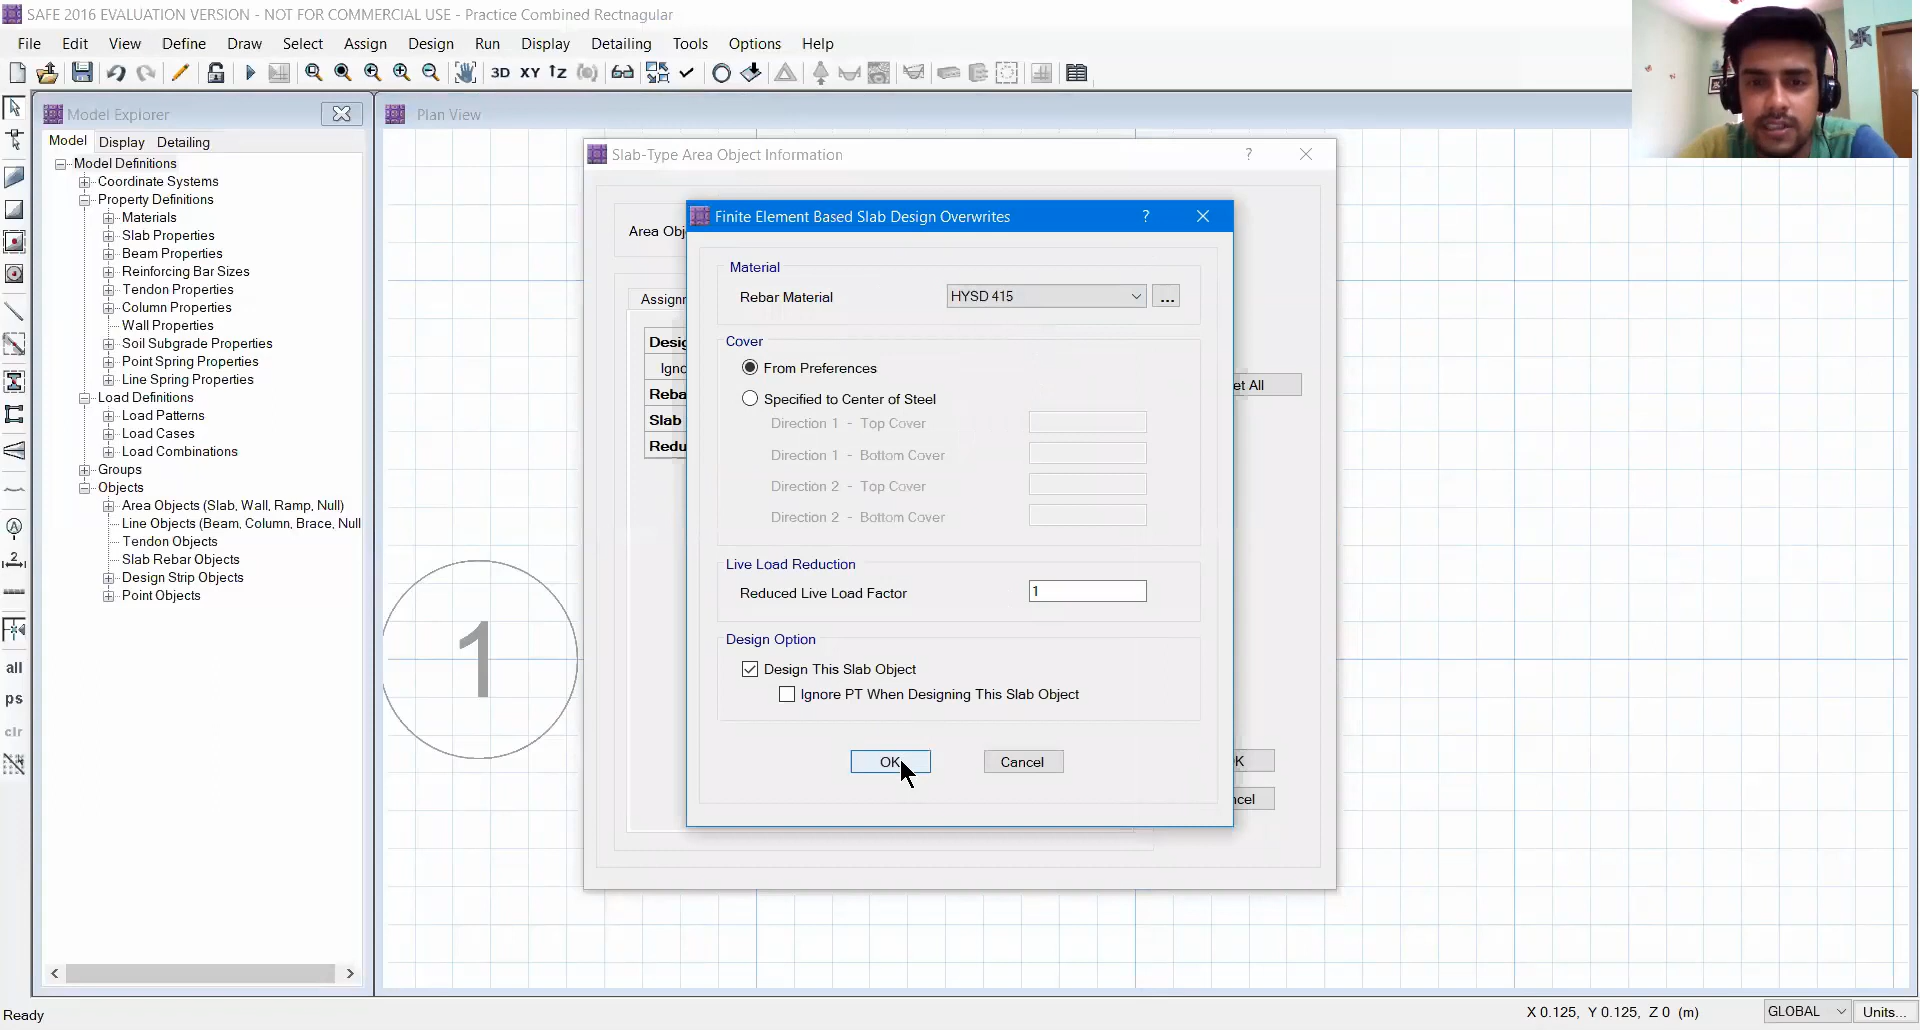 SAFE 2016 EVALUATION VERSION - NOT FOR COMMERCIAL USE - Practice Combined Rectnagular
File Edit View Define Draw Select Assign Design Run Display Detailing Tools Options Help
3D XY
Model Explorer
Plan View
Model Display Detailing
Model Definitions
Coordinate Systems
Property Definitions
Materials
Slab Properties
Beam Properties
Reinforcing Bar Sizes
Tendon Properties
Column Properties
Wall Properties
Soil Subgrade Properties
Point Spring Properties
Line Spring Properties
Load Definitions
Load Patterns
Load Cases
Load Combinations
Groups
Objects
Area Objects (Slab, Wall, Ramp, Null)
Line Objects (Beam, Column, Brace, Null
Tendon Objects
Slab Rebar Objects
Design Strip Objects
Point Objects
all
ps
clr
1
Slab-Type Area Object Information
?
Area Obj
Assignm
Desig
Igno
Reba
Slab
Redu
et All
K
ncel
Finite Element Based Slab Design Overwrites
?
Material
Rebar Material HYSD 415 ...
Cover
From Preferences
Specified to Center of Steel
Direction 1 - Top Cover
Direction 1 - Bottom Cover
Direction 2 - Top Cover
Direction 2 - Bottom Cover
Live Load Reduction
Reduced Live Load Factor 1
Design Option
Design This Slab Object
Ignore PT When Designing This Slab Object
OK Cancel
Ready
X 0.125, Y 0.125, Z 0 (m) GLOBAL Units...